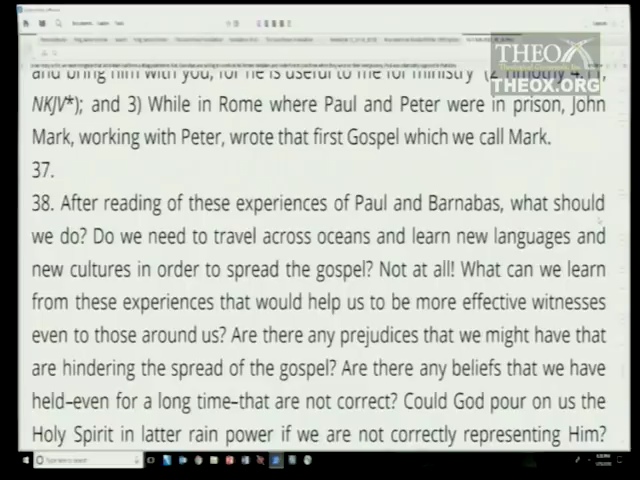 THEOX
THEOX.ORG
and bring him with you, for he is useful to me for ministry" (2 Timothy 4:11,
NKJV*); and 3) While in Rome where Paul and Peter were in prison, John
Mark, working with Peter, wrote that first Gospel which we call Mark.
37.
38. After reading of these experiences of Paul and Barnabas, what should
we do? Do we need to travel across oceans and learn new languages and
new cultures in order to spread the gospel? Not at all! What can we learn
from these experiences that would help us to be more effective witnesses
even to those around us? Are there any prejudices that we might have that
are hindering the spread of the gospel? Are there any beliefs that we have
held–even for a long time–that are not correct? Could God pour on us the
Holy Spirit in latter rain power if we are not correctly representing Him?